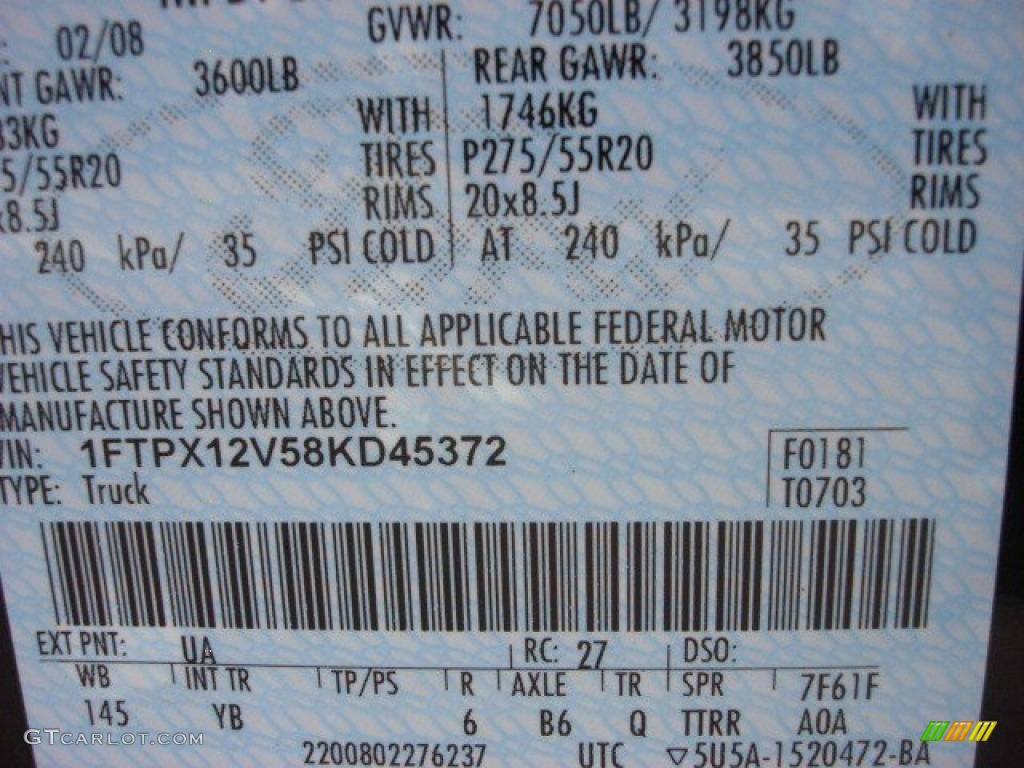 GVWR: 7050LB/ 3198KG
02/08
NT GAWR: 3600LB REAR GAWR: 3850LB
33KG WITH 1746KG WITH
5/55R20 TIRES P275/55R20 TIRES
x8.5J RIMS 20x8.5J RIMS
240 kPa/ 35 PSI COLD AT 240 kPa/ 35 PSI COLD
HIS VEHICLE CONFORMS TO ALL APPLICABLE FEDERAL MOTOR
VEHICLE SAFETY STANDARDS IN EFFECT ON THE DATE OF
MANUFACTURE SHOWN ABOVE.
VIN: 1FTPX12V58KD45372 F0181
TYPE: Truck T0703
EXT PNT: UA RC: 27 DSO:
WB INT TR TP/PS R AXLE TR SPR 7F61F
145 YB 6 B6 Q TTRR A0A
2200802276237 UTC ▽5U5A-1520472-BA
GTCARLOT.COM